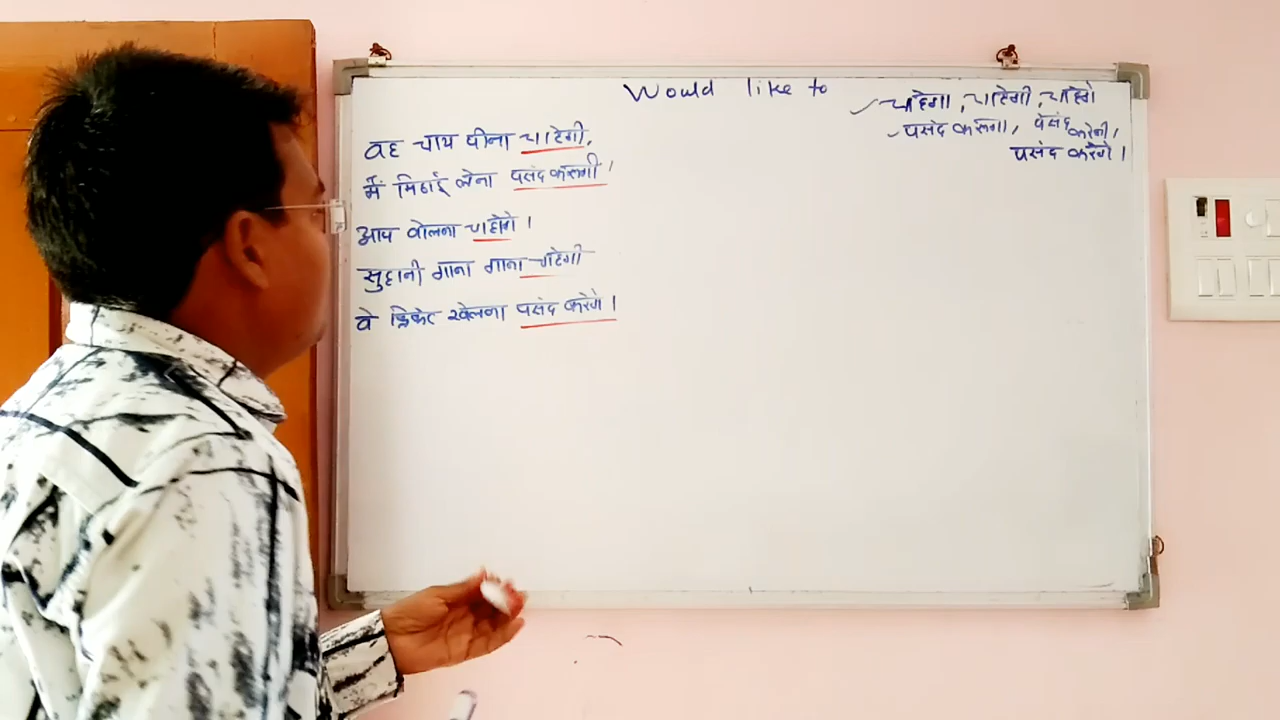 Would like to
चाहेगा, चाहेगी, चाहेंगे
पसंद करूंगा, पसंद करेगी,
पसंद करेंगे।
वह चाय पीना चाहेगी,
मैं मिठाई लेना पसंद करूंगी।
आप बोलना चाहोगे।
सुहानी गाना गाना चाहेगी
वे क्रिकेट खेलना पसंद करेंगे।